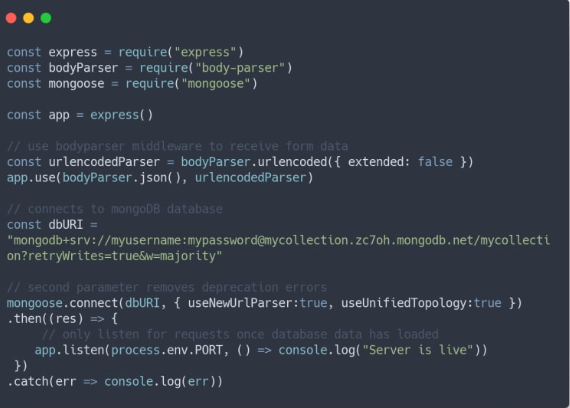 const express = require("express")
const bodyParser = require("body-parser")
const mongoose = require("mongoose")
const app = express()
// use bodyparser middleware to receive form data
const urlencodedParser = bodyParser.urlencoded({ extended: false })
app.use(bodyParser.json(), urlencodedParser)
// connects to mongoDB database
const dbURI =
"mongodb+srv://myusername:mypassword@mycollection.zc7oh.mongodb.net/mycollecti
on?retryWrites=true&w=majority"
// second parameter removes deprecation errors
mongoose.connect(dbURI, { useNewUrlParser:true, useUnifiedTopology:true })
.then((res) => {
// only listen for requests once database data has loaded
app.listen(process.env.PORT, () => console.log("Server is live"))
})
.catch(err => console.log(err))